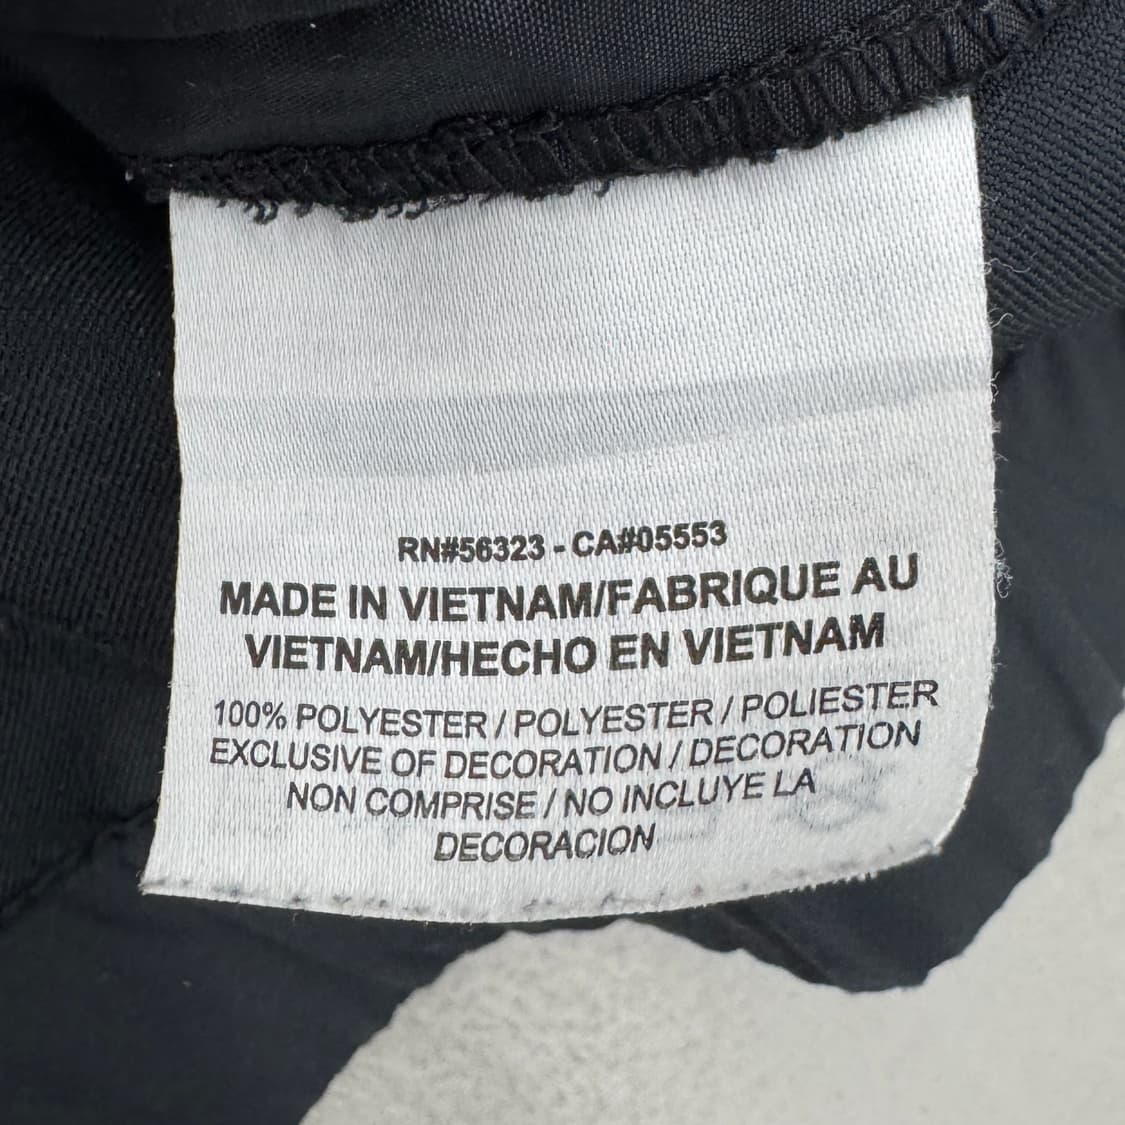 RN#56323 - CA#05553
MADE IN VIETNAM/FABRIQUE AU
VIETNAM/HECHO EN VIETNAM
100% POLYESTER / POLYESTER / POLIESTER
EXCLUSIVE OF DECORATION / DECORATION
NON COMPRISE / NO INCLUYE LA
DECORACION